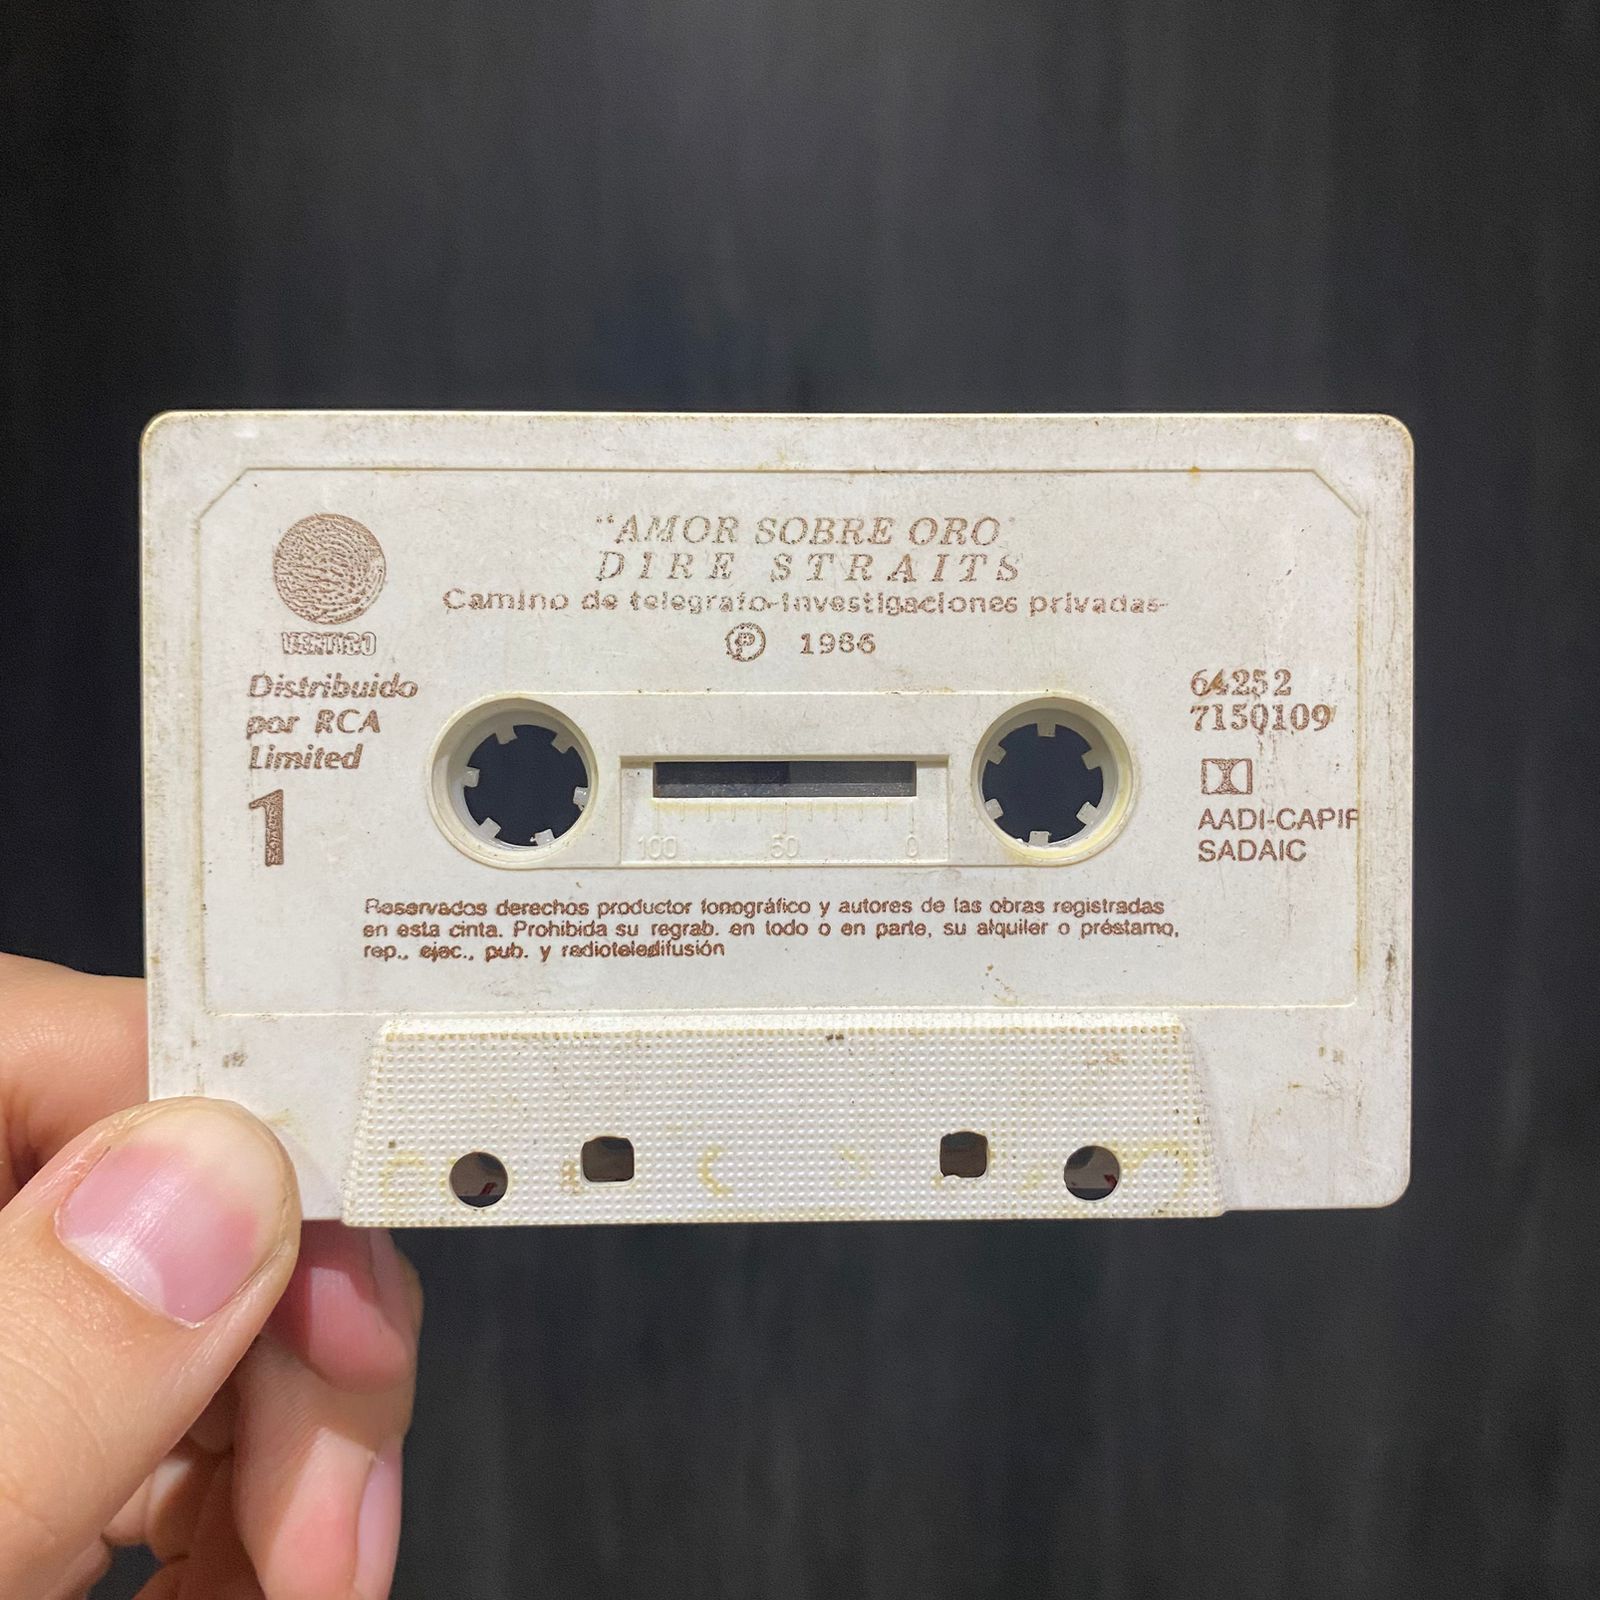 "AMOR SOBRE ORO"
DIRE STRAITS
Camino de telegrafo-Investigaciones privadas-
℗ 1986
VERTIGO
Distribuido
por RCA
Limited
1
64252
7150109
AADI-CAPIF
SADAIC
100 50 0
Reservados derechos productor fonográfico y autores de las obras registradas
en esta cinta. Prohibida su regrab. en todo o en parte, su alquiler o préstamo,
rep., ejec., pub. y radioteledifusión